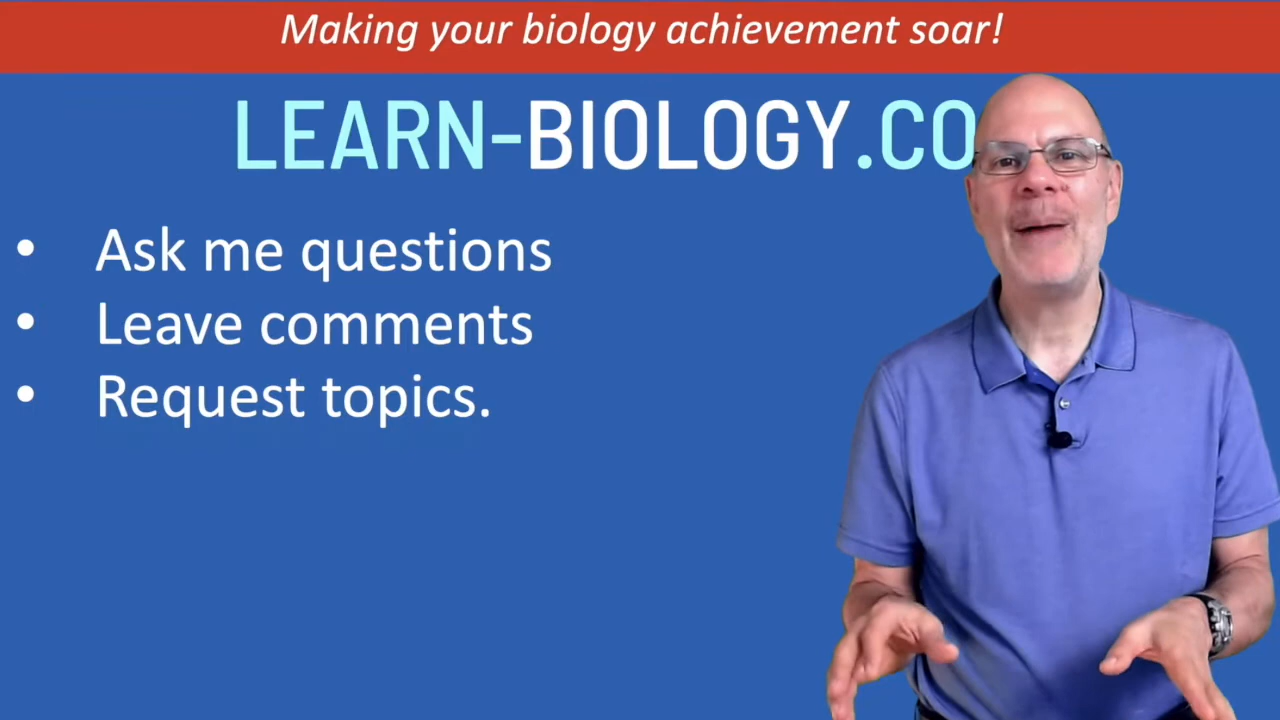 Making your biology achievement soar!
LEARN-BIOLOGY.CO
• Ask me questions
• Leave comments
• Request topics.